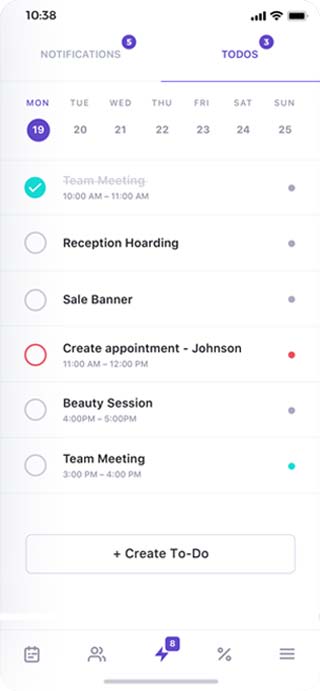 10:38
5
3
NOTIFICATIONS
TODOS
MON TUE WED THU FRI SAT SUN
19 20 21 22 23 24 25
Team Meeting
10:00 AM – 11:00 AM
Reception Hoarding
Sale Banner
Create appointment - Johnson
11:00 AM – 12:00 PM
Beauty Session
4:00PM – 5:00PM
Team Meeting
3:00 PM – 4:00 PM
+ Create To-Do
8
%